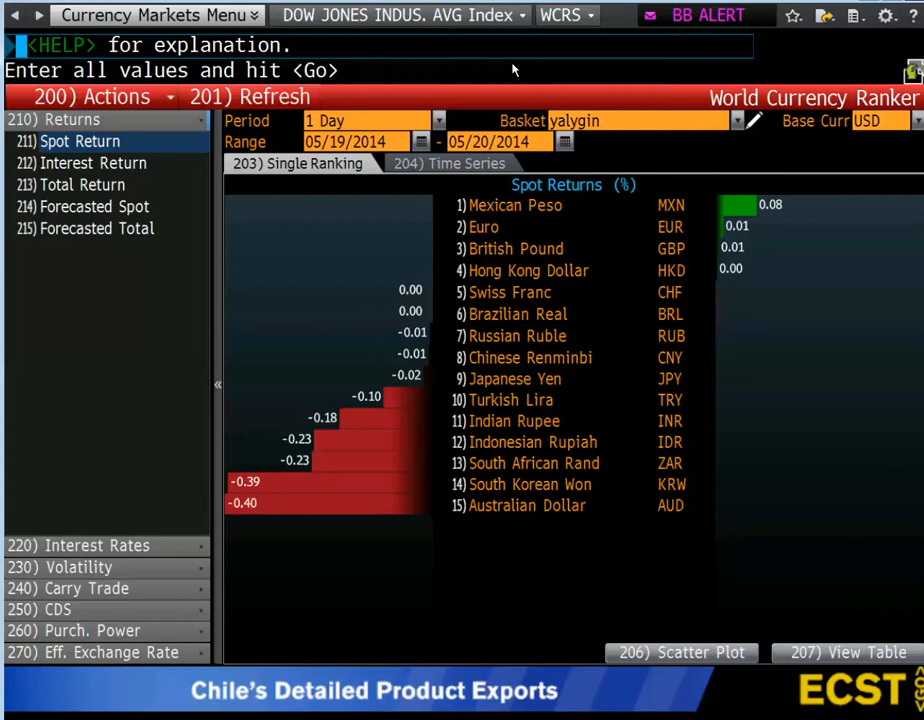 Currency Markets Menu DOW JONES INDUS. AVG Index WCRS BB ALERT ?
<HELP> for explanation.
Enter all values and hit <Go>
200) Actions 201) Refresh World Currency Ranker
210) Returns Period 1 Day Basket yalygin Base Curr USD
211) Spot Return Range 05/19/2014 - 05/20/2014
212) Interest Return 203) Single Ranking 204) Time Series
213) Total Return Spot Returns (%)
214) Forecasted Spot 1) Mexican Peso MXN 0.08
215) Forecasted Total 2) Euro EUR 0.01
3) British Pound GBP 0.01
4) Hong Kong Dollar HKD 0.00
0.00 5) Swiss Franc CHF
0.00 6) Brazilian Real BRL
-0.01 7) Russian Ruble RUB
-0.01 8) Chinese Renminbi CNY
-0.02 9) Japanese Yen JPY
-0.10 10) Turkish Lira TRY
-0.18 11) Indian Rupee INR
-0.23 12) Indonesian Rupiah IDR
-0.23 13) South African Rand ZAR
-0.39 14) South Korean Won KRW
-0.40 15) Australian Dollar AUD
220) Interest Rates
230) Volatility
240) Carry Trade
250) CDS
260) Purch. Power
270) Eff. Exchange Rate 206) Scatter Plot 207) View Table
Chile's Detailed Product Exports ECST